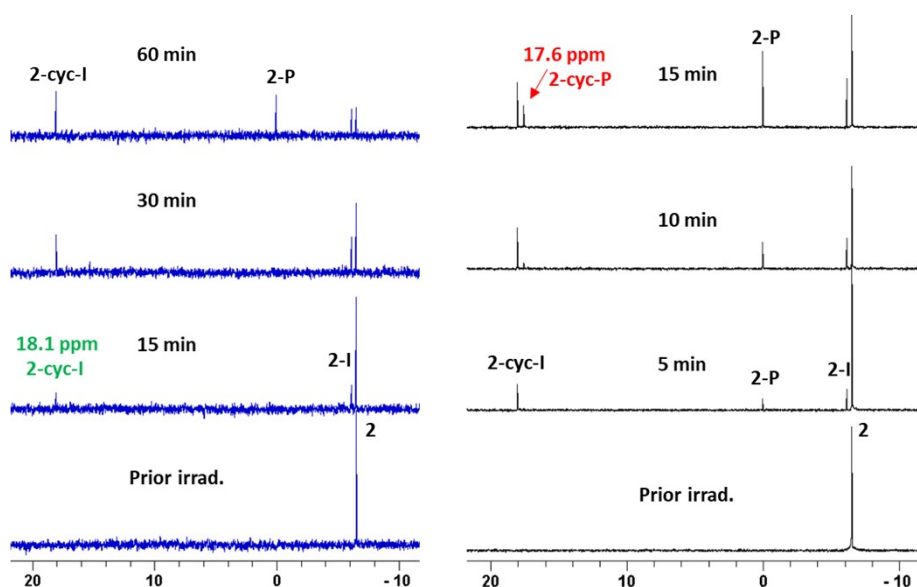 60 min
2-cyc-I
2-P
30 min
18.1 ppm
2-cyc-I
15 min
2-I
2
Prior irrad.
20 10 0 -10
17.6 ppm
2-cyc-P
2-P
15 min
10 min
2-cyc-I
5 min
2-P
2-I
2
Prior irrad.
20 10 0 -10